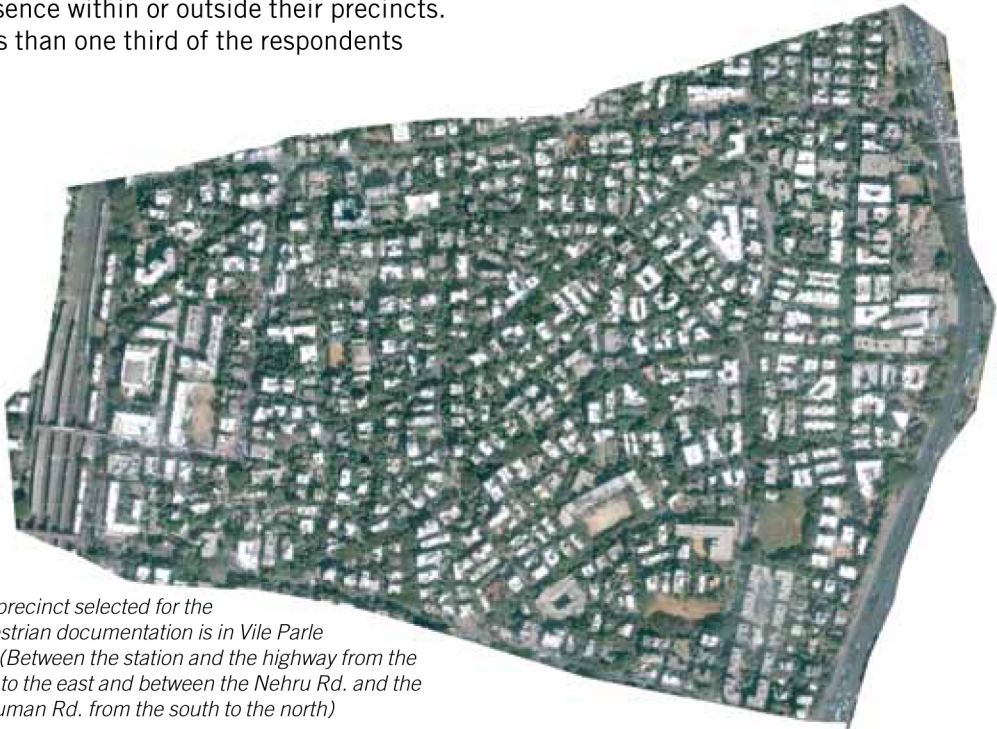 sence within or outside their precincts.
s than one third of the respondents
precinct selected for the
estrian documentation is in Vile Parle
(Between the station and the highway from the
to the east and between the Nehru Rd. and the
uman Rd. from the south to the north)